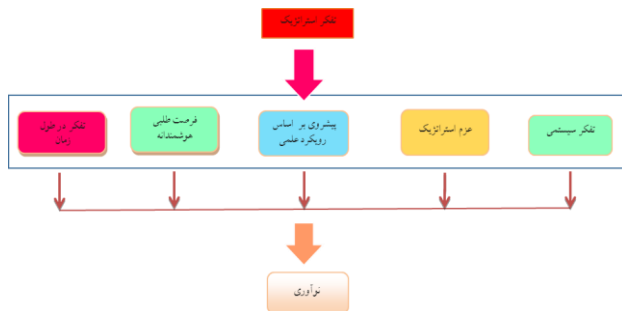 تفکر استراتژیک
تفکر سیستمی
عزم استراتژیک
پیشروی بر اساس
رویکرد علمی
فرصت طلبی
هوشمندانه
تفکر در طول
زمان
نوآوری